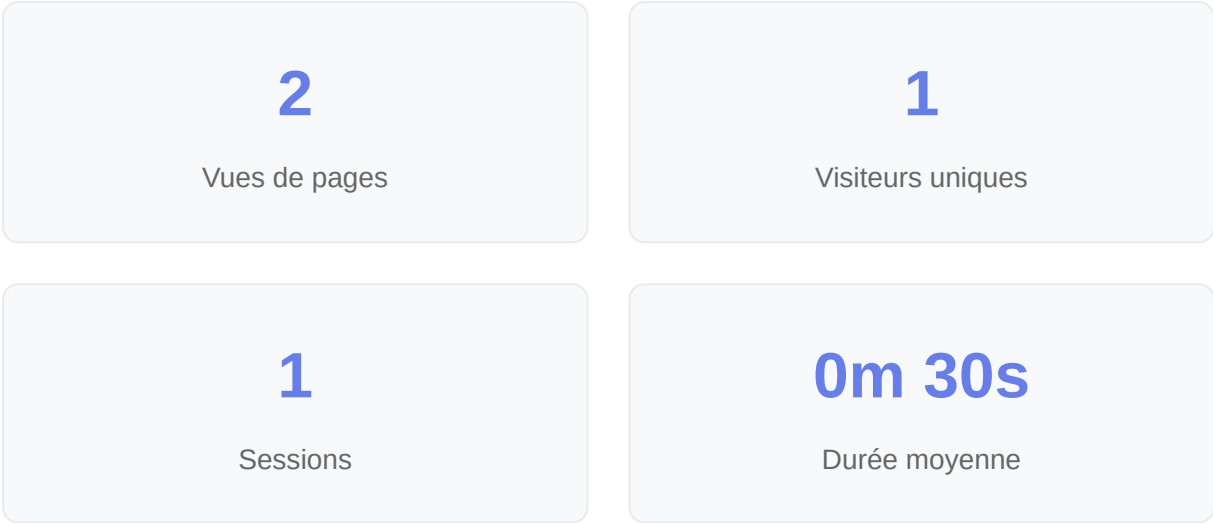 2
Vues de pages
1
Visiteurs uniques
1
Sessions
0m 30s
Durée moyenne